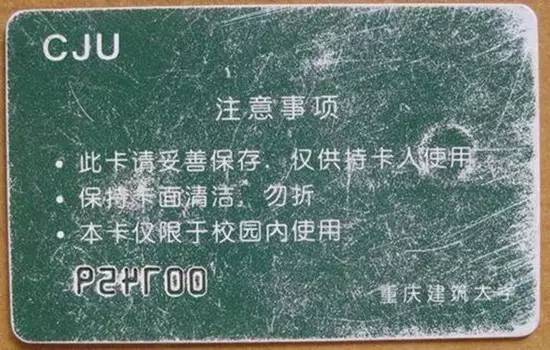 CJU
注意事项
• 此卡请妥善保存，仅供持卡人使用
• 保持卡面清洁，勿折
• 本卡仅限于校园内使用
重庆建筑大学